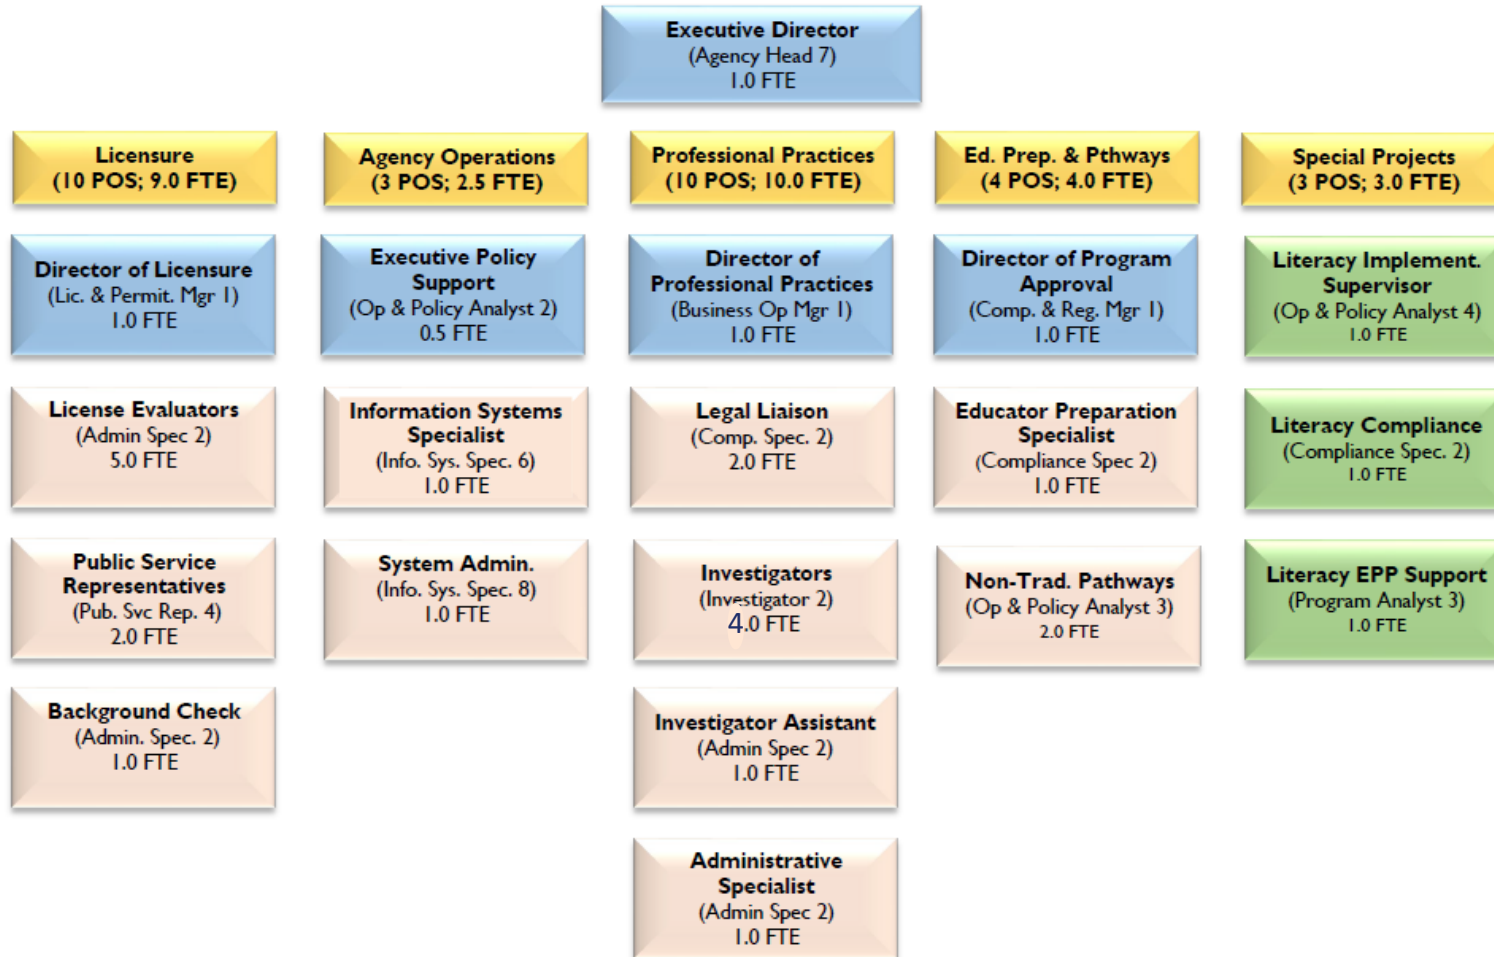 Executive Director
(Agency Head 7)
1.0 FTE
Licensure
(10 POS; 9.0 FTE)
Agency Operations
(3 POS; 2.5 FTE)
Professional Practices
(10 POS; 10.0 FTE)
Ed. Prep. & Pthways
(4 POS; 4.0 FTE)
Special Projects
(3 POS; 3.0 FTE)
Director of Licensure
(Lic. & Permit. Mgr 1)
1.0 FTE
Executive Policy
Support
(Op & Policy Analyst 2)
0.5 FTE
Director of
Professional Practices
(Business Op Mgr 1)
1.0 FTE
Director of Program
Approval
(Comp. & Reg. Mgr 1)
1.0 FTE
Literacy Implement.
Supervisor
(Op & Policy Analyst 4)
1.0 FTE
License Evaluators
(Admin Spec 2)
5.0 FTE
Information Systems
Specialist
(Info. Sys. Spec. 6)
1.0 FTE
Legal Liaison
(Comp. Spec. 2)
2.0 FTE
Educator Preparation
Specialist
(Compliance Spec 2)
1.0 FTE
Literacy Compliance
(Compliance Spec. 2)
1.0 FTE
Public Service
Representatives
(Pub. Svc Rep. 4)
2.0 FTE
System Admin.
(Info. Sys. Spec. 8)
1.0 FTE
Investigators
(Investigator 2)
4.0 FTE
Non-Trad. Pathways
(Op & Policy Analyst 3)
2.0 FTE
Literacy EPP Support
(Program Analyst 3)
1.0 FTE
Background Check
(Admin. Spec. 2)
1.0 FTE
Investigator Assistant
(Admin Spec 2)
1.0 FTE
Administrative
Specialist
(Admin Spec 2)
1.0 FTE